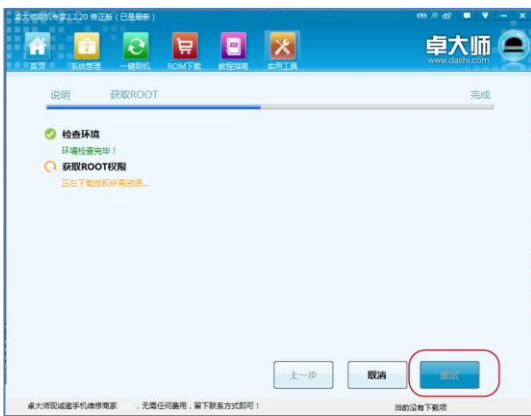 卓大师刷机专家2.2.20 修正版（已是最新）
首页
系统管理
一键刷机
ROM下载
教程指南
实用工具
卓大师
www.dashi.com
说明
获取ROOT
完成
检查环境
环境检查完毕！
获取ROOT权限
正在下载授权所需资源...
上一步
取消
重试
卓大师现诚邀手机维修商家 ，无需任何费用，留下联系方式即可！
当前没有下载项